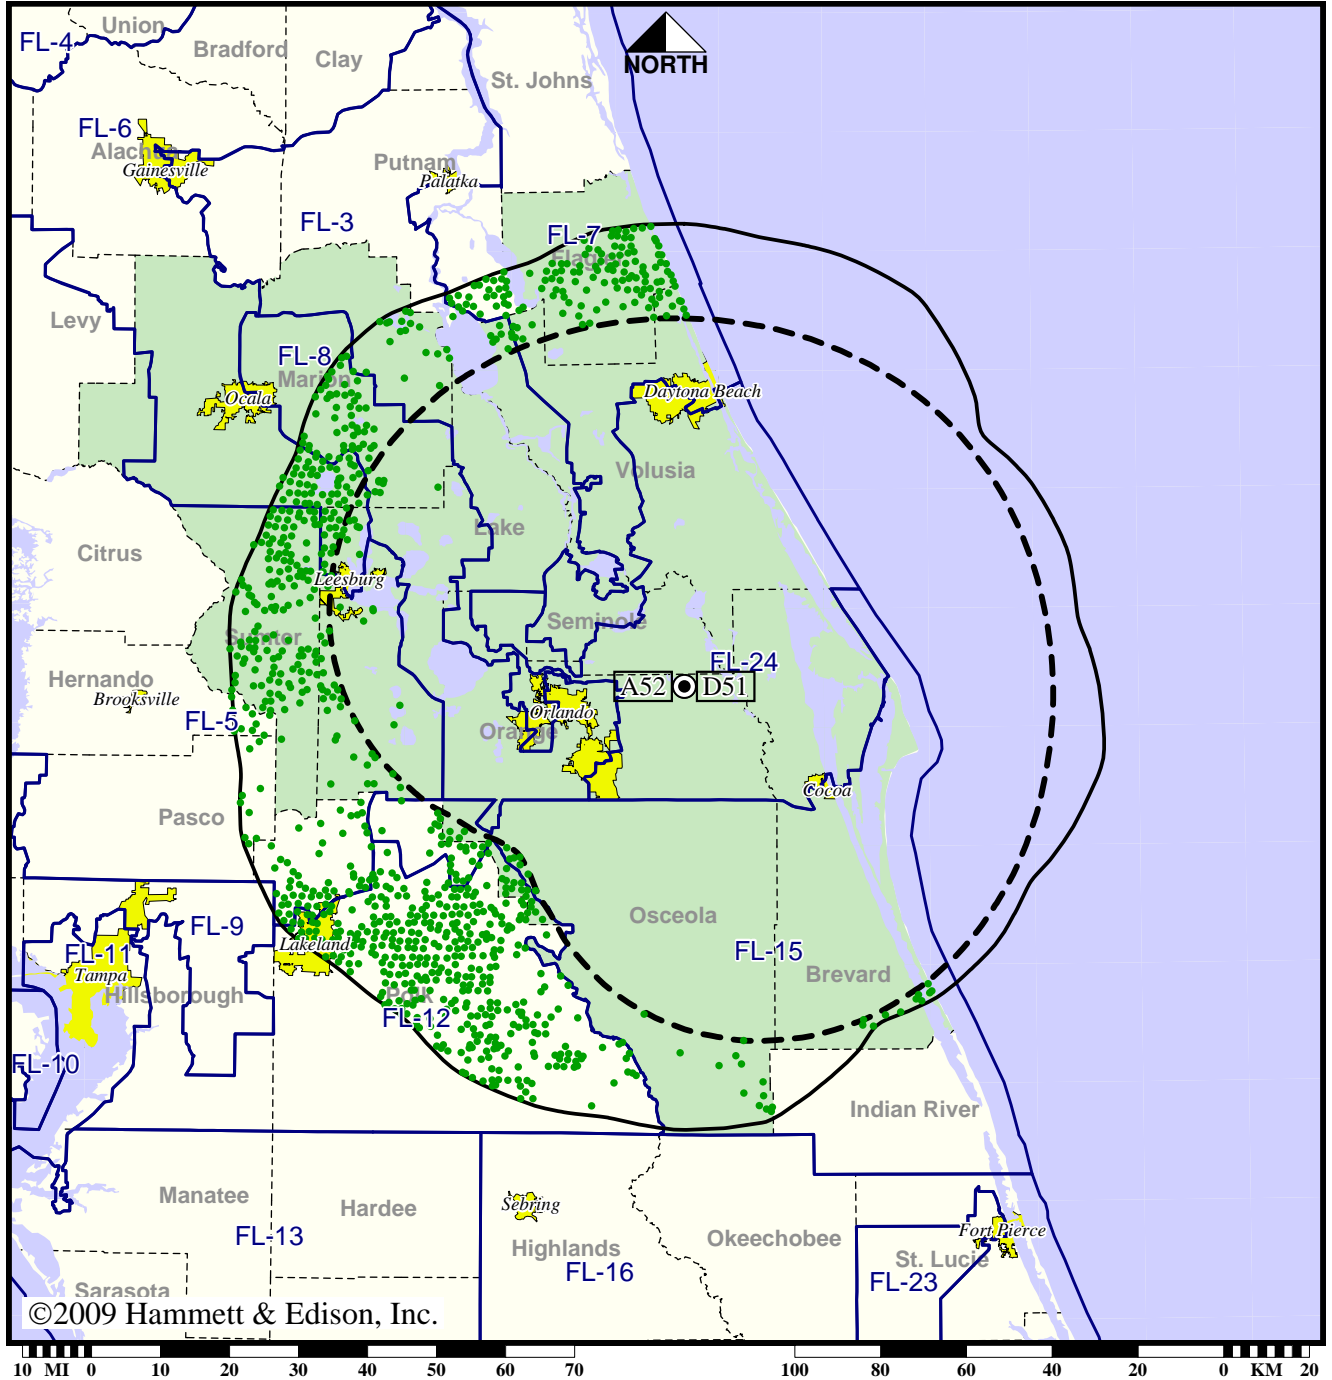 Union
FL-4
Bradford
Clay
NORTH
St. Johns
FL-6
Alachua
Gainesville
Putnam
Palatka
FL-3
FL-7
Flagler
Levy
FL-8
Marion
Ocala
Daytona Beach
Volusia
Lake
Citrus
Leesburg
Seminole
Sumter
FL-24
Hernando
Brooksville
A52
D51
FL-5
Orlando
Orange
Cocoa
Pasco
Osceola
FL-9
Lakeland
FL-11
Tampa
FL-15
Brevard
Hillsborough
Polk
FL-12
FL-10
Indian River
Manatee
Hardee
Sebring
FL-13
Highlands
Okeechobee
Fort Pierce
St. Lucie
FL-16
FL-23
Sarasota
©2009 Hammett & Edison, Inc.
10 MI 0 10 20 30 40 50 60 70 100 80 60 40 20 0 KM 20